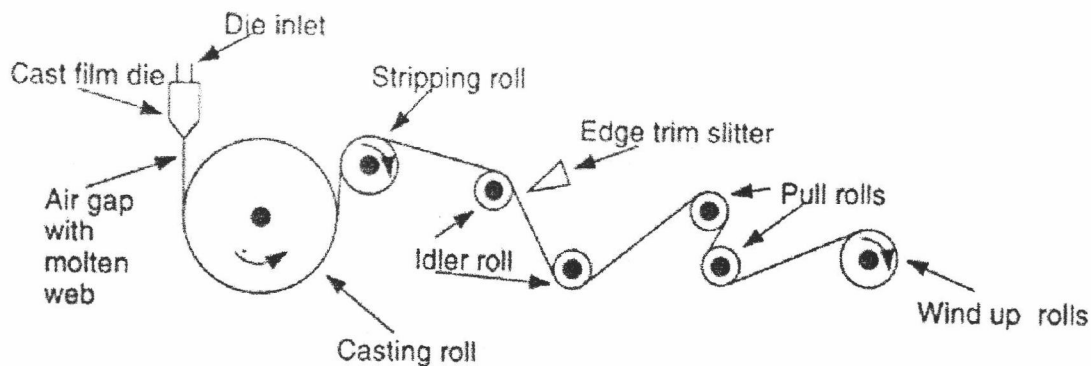 Die inlet
Cast film die
Stripping roll
Edge trim slitter
Air gap
with
molten
web
Pull rolls
Idler roll
Wind up rolls
Casting roll